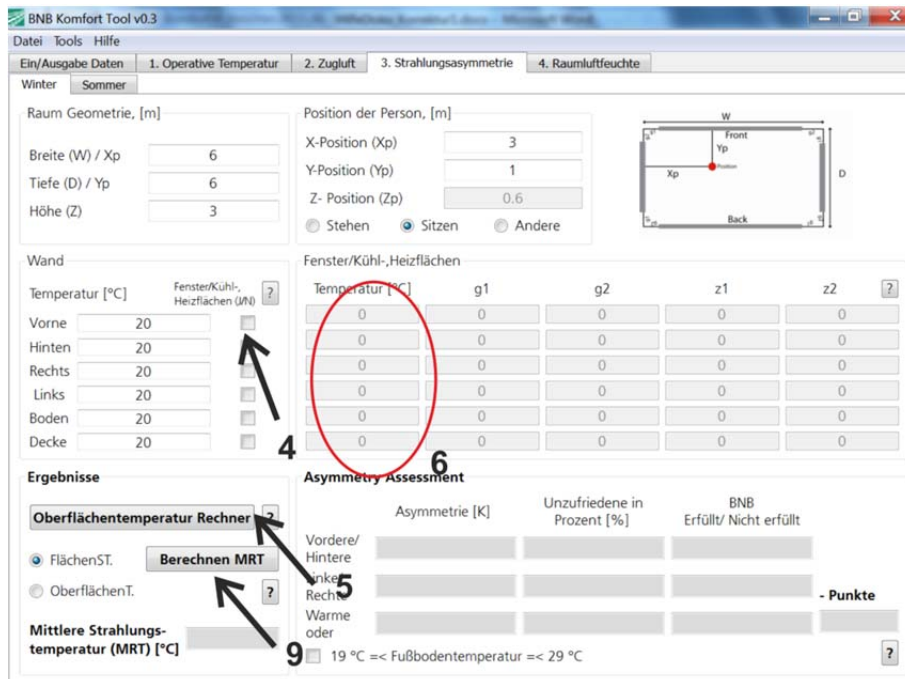 BNB Komfort Tool v0.3
Datei Tools Hilfe
Ein/Ausgabe Daten 1. Operative Temperatur 2. Zugluft 3. Strahlungsasymmetrie 4. Raumluftfeuchte
Winter Sommer
Raum Geometrie, [m]
Breite (W) / Xp 6
Tiefe (D) / Yp 6
Höhe (Z) 3
Position der Person, [m]
X-Position (Xp) 3
Y-Position (Yp) 1
Z- Position (Zp) 0.6
Stehen Sitzen Andere
W
Front
Yp
Xp Position
D
Back
Wand
Temperatur [°C] Fenster/Kühl-,
Heizflächen (J/N) ?
Vorne 20
Hinten 20
Rechts 20
Links 20
Boden 20
Decke 20
4
Fenster/Kühl-,Heizflächen
Temperatur [°C] g1 g2 z1 z2 ?
0 0 0 0 0
0 0 0 0 0
0 0 0 0 0
0 0 0 0 0
0 0 0 0 0
0 0 0 0 0
6
Ergebnisse
Oberflächentemperatur Rechner ?
FlächenST. Berechnen MRT
5
OberflächenT. ?
Mittlere Strahlungs-
temperatur (MRT) [°C]
9
Asymmetry Assessment
Asymmetrie [K] Unzufriedene in
Prozent [%] BNB
Erfüllt/ Nicht erfüllt
Vordere/
Hintere
Rechte
- Punkte
Warme
oder
19 °C =< Fußbodentemperatur =< 29 °C ?